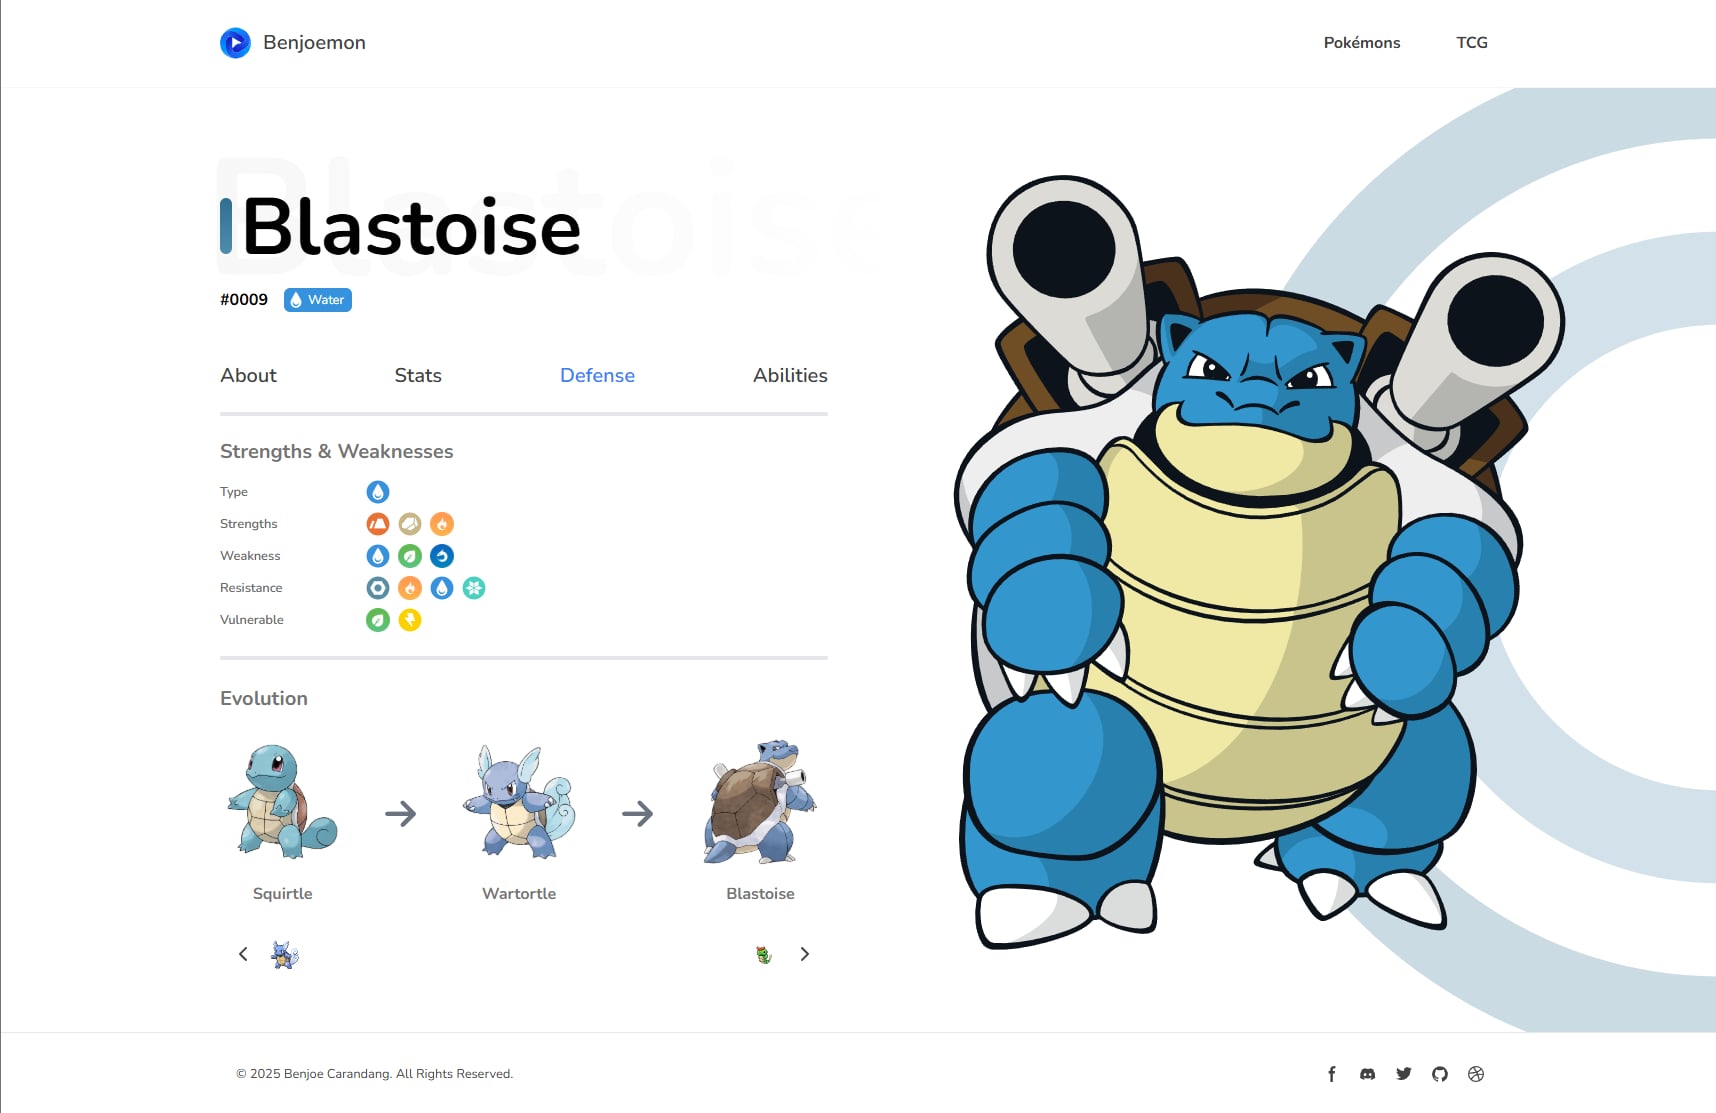 Benjoemon
Pokémons
TCG
Blastoise
Blastoise
#0009
Water
About
Stats
Defense
Abilities
Strengths & Weaknesses
Type
Strengths
Weakness
Resistance
Vulnerable
Evolution
Squirtle
Wartortle
Blastoise
© 2025 Benjoe Carandang. All Rights Reserved.